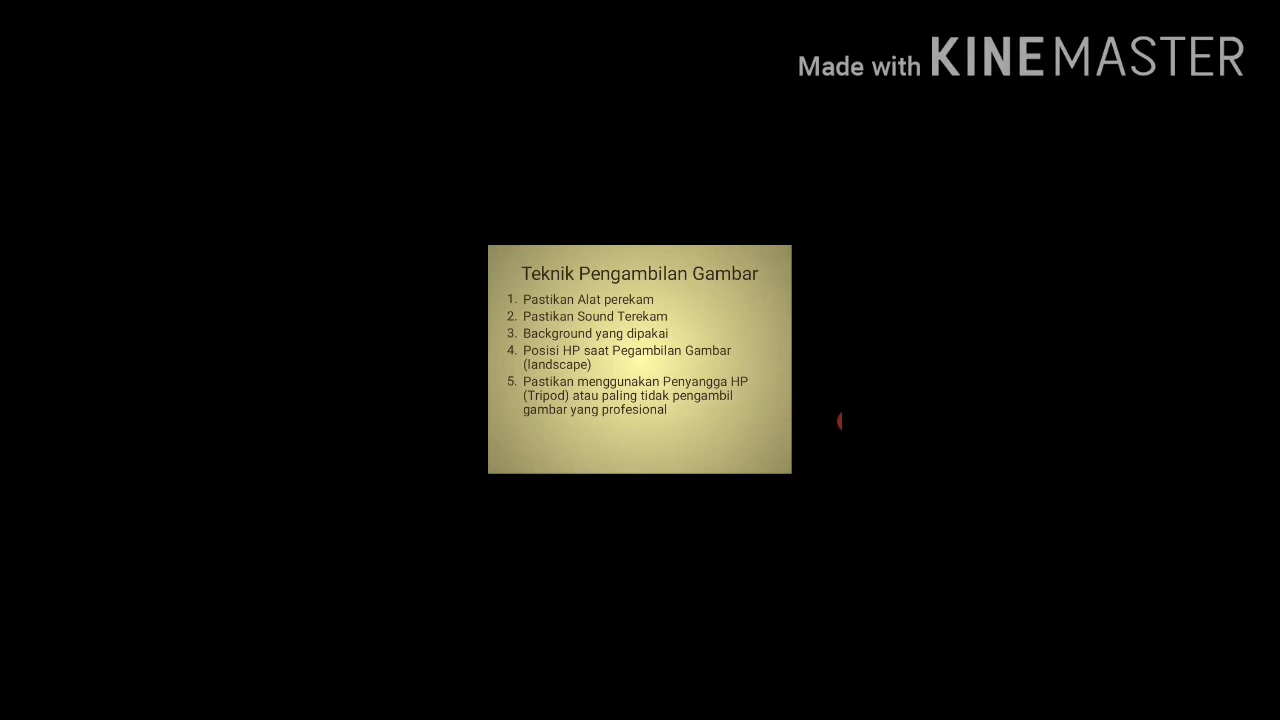 Made with KINEMASTER
Teknik Pengambilan Gambar
1. Pastikan Alat perekam
2. Pastikan Sound Terekam
3. Background yang dipakai
4. Posisi HP saat Pegambilan Gambar
(landscape)
5. Pastikan menggunakan Penyangga HP
(Tripod) atau paling tidak pengambil
gambar yang profesional